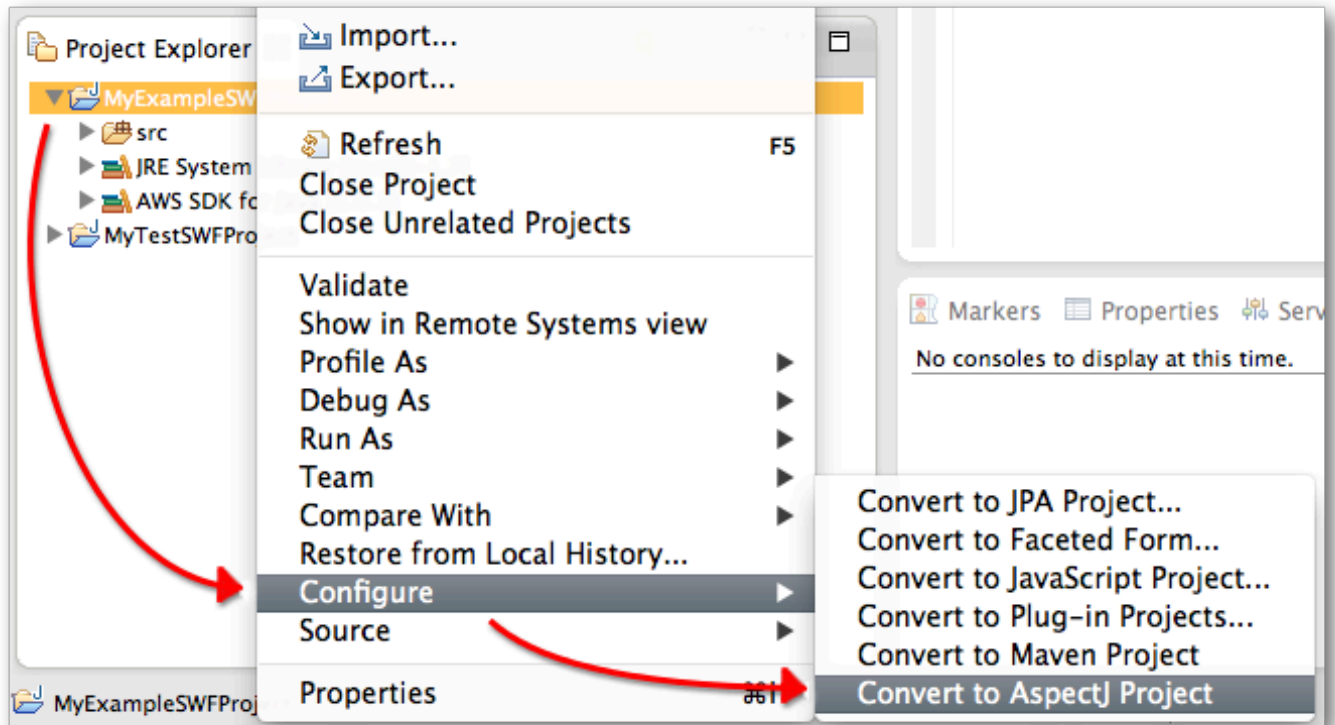 Project Explorer
MyExampleSW
src
JRE System
AWS SDK fo
MyTestSWFPro
Import...
Export...
Refresh F5
Close Project
Close Unrelated Projects
Validate
Show in Remote Systems view
Profile As
Debug As
Run As
Team
Compare With
Restore from Local History...
Configure
Source
Properties
Markers Properties Serv
No consoles to display at this time.
Convert to JPA Project...
Convert to Faceted Form...
Convert to JavaScript Project...
Convert to Plug-in Projects...
Convert to Maven Project
Convert to AspectJ Project
MyExampleSWFProj